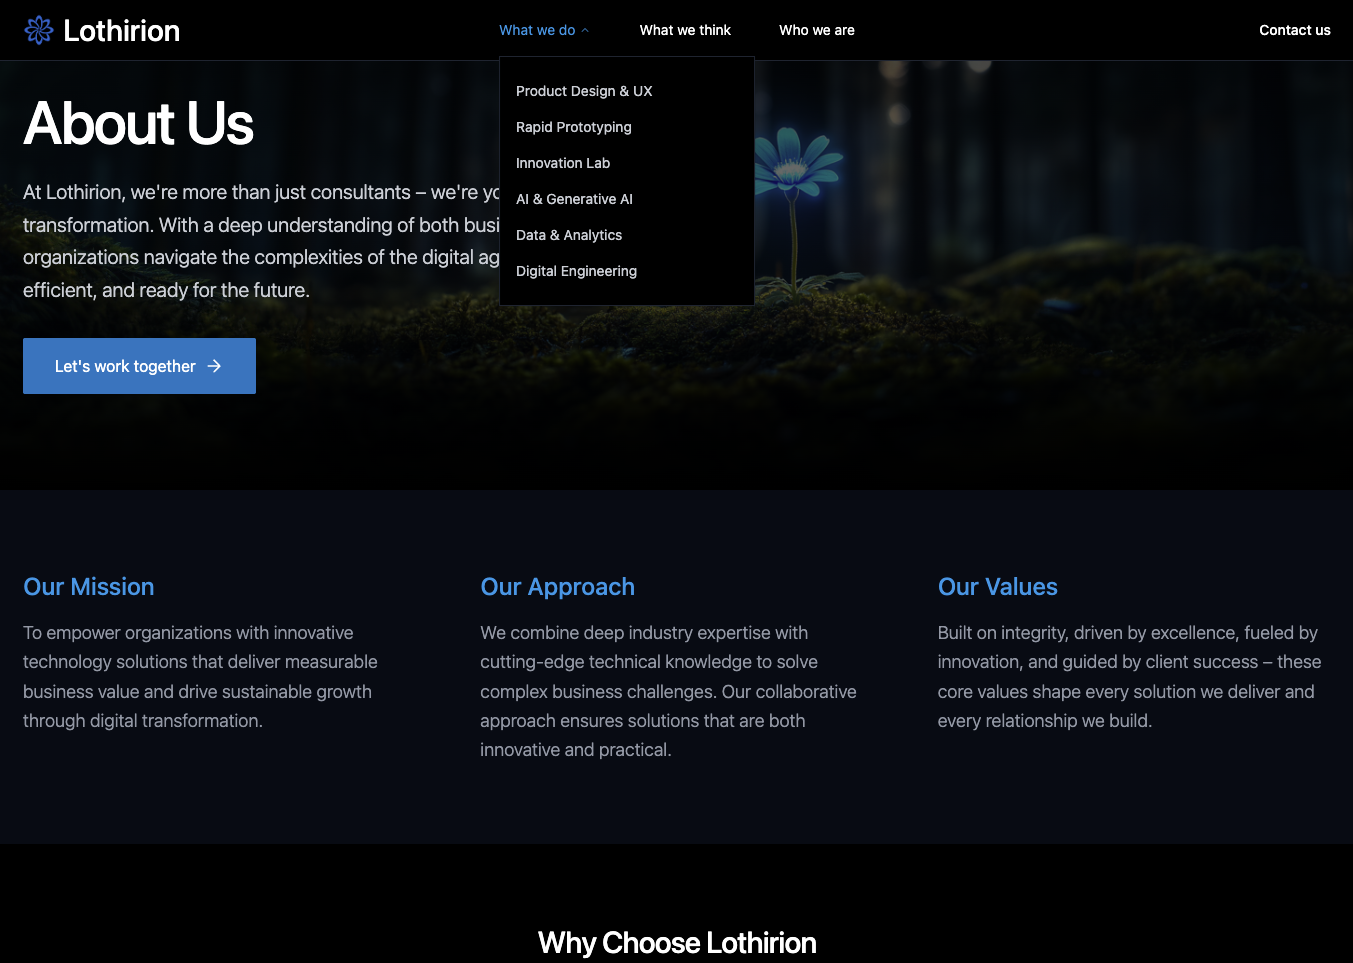 Lothirion
What we do
What we think
Who we are
Contact us
Product Design & UX
Rapid Prototyping
Innovation Lab
AI & Generative AI
Data & Analytics
Digital Engineering
About Us
At Lothirion, we're more than just consultants – we're
transformation. With a deep understanding of both
organizations navigate the complexities of the digital
efficient, and ready for the future.
Let's work together
Our Mission
To empower organizations with innovative
technology solutions that deliver measurable
business value and drive sustainable growth
through digital transformation.
Our Approach
We combine deep industry expertise with
cutting-edge technical knowledge to solve
complex business challenges. Our collaborative
approach ensures solutions that are both
innovative and practical.
Our Values
Built on integrity, driven by excellence, fueled by
innovation, and guided by client success – these
core values shape every solution we deliver and
every relationship we build.
Why Choose Lothirion